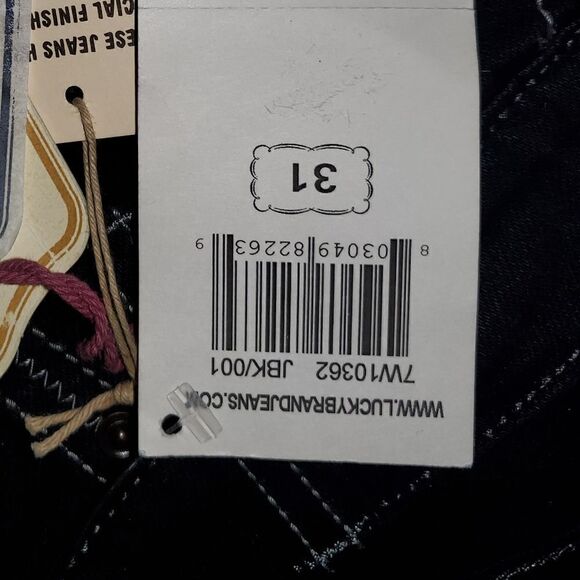 WWW.LUCKYBRANDJEANS.COM
7W10362 JBK/001
8 03049 82263 9
31
ESE JEANS H
CIAL FINISH